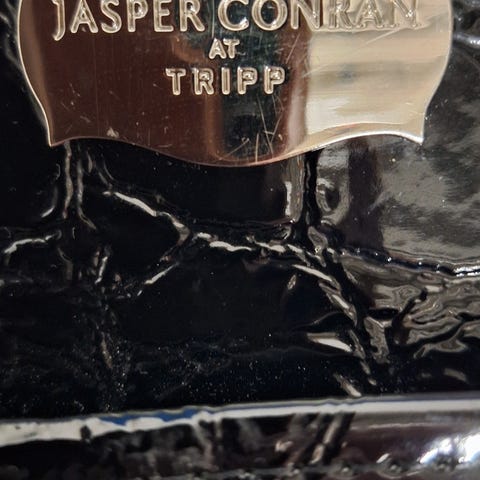 JASPER CONRAN
AT
TRIPP